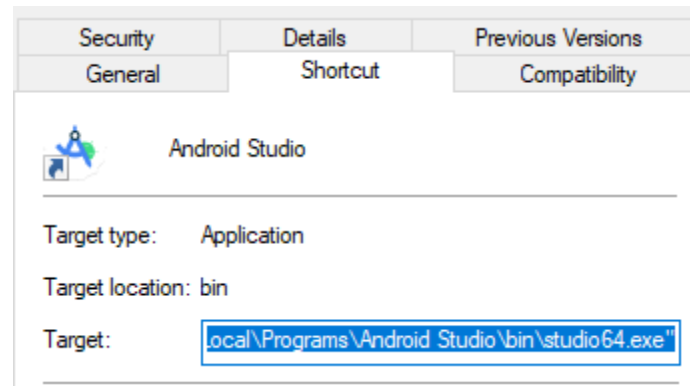 Security Details Previous Versions
General Shortcut Compatibility
Android Studio
Target type: Application
Target location: bin
Target: ocal\Programs\Android Studio\bin\studio64.exe"